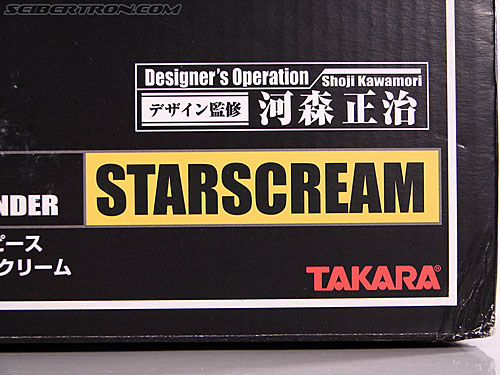 SEIBERTRON.COM
Designer's Operation / Shoji Kawamori
デザイン監修 河森正治
NDER STARSCREAM
ピース
クリーム
TAKARA®